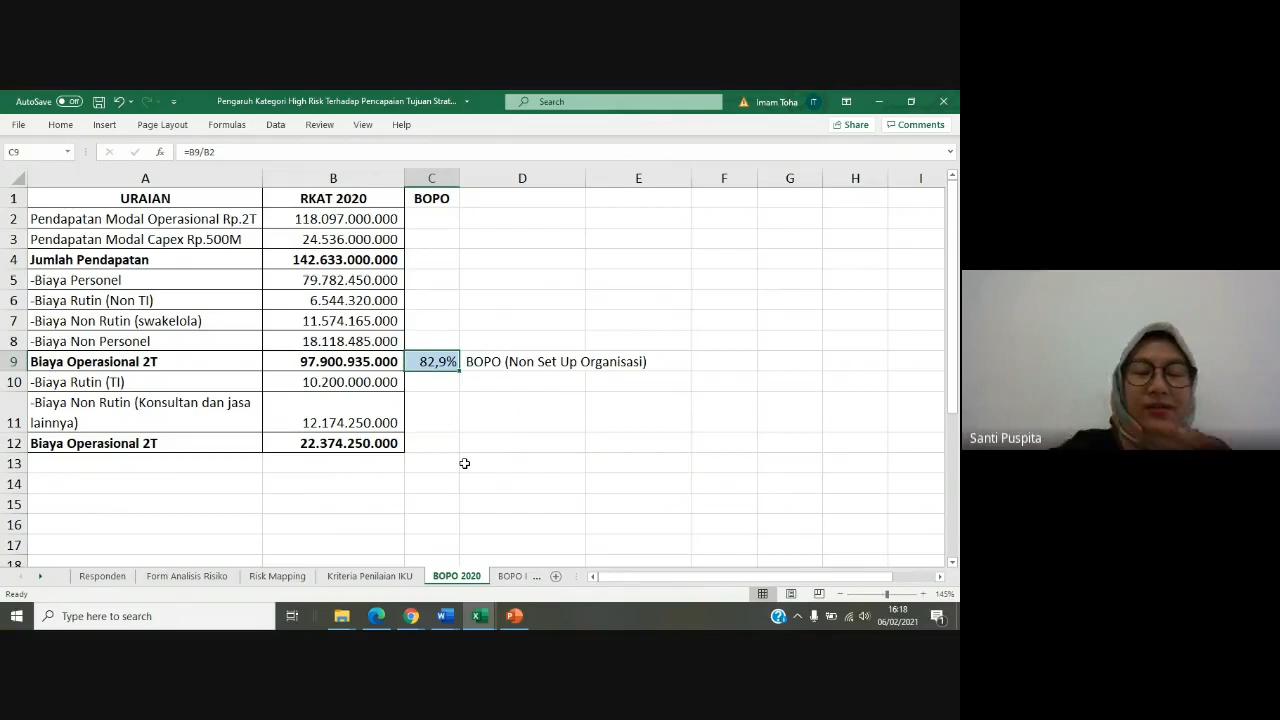 AutoSave Off
Pengaruh Kategori High Risk Terhadap Pencapaian Tujuan Strat...
Search
Imam Toha IT
File Home Insert Page Layout Formulas Data Review View Help Share Comments
C9 fx =B9/B2
A B C D E F G H I
1 URAIAN RKAT 2020 BOPO
2 Pendapatan Modal Operasional Rp.2T 118.097.000.000
3 Pendapatan Modal Capex Rp.500M 24.536.000.000
4 Jumlah Pendapatan 142.633.000.000
5 -Biaya Personel 79.782.450.000
6 -Biaya Rutin (Non TI) 6.544.320.000
7 -Biaya Non Rutin (swakelola) 11.574.165.000
8 -Biaya Non Personel 18.118.485.000
9 Biaya Operasional 2T 97.900.935.000 82,9% BOPO (Non Set Up Organisasi)
10 -Biaya Rutin (TI) 10.200.000.000
-Biaya Non Rutin (Konsultan dan jasa
11 lainnya) 12.174.250.000
12 Biaya Operasional 2T 22.374.250.000
13
14
15
16
17
18
Santi Puspita
Responden Form Analisis Risiko Risk Mapping Kriteria Penilaian IKU BOPO 2020 BOPO I ...
Ready 145%
Type here to search
16:18
06/02/2021
1